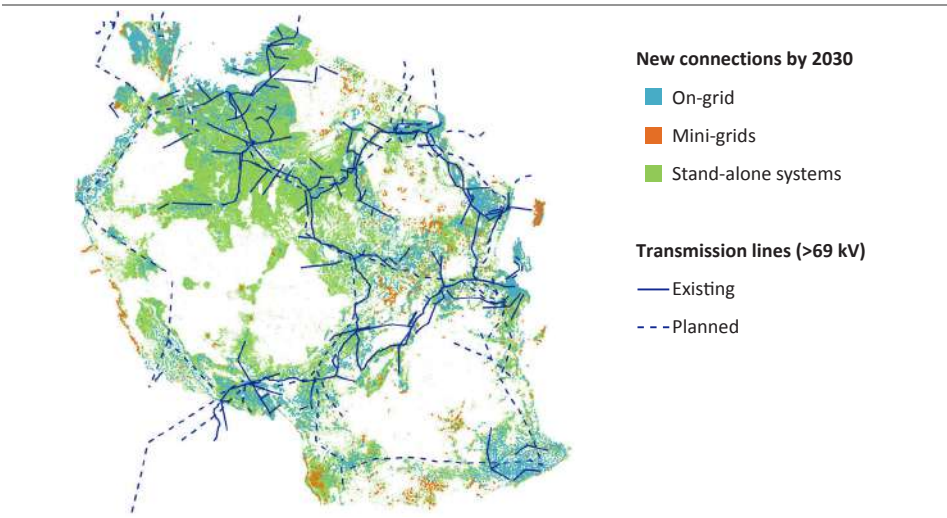 New connections by 2030
On-grid
Mini-grids
Stand-alone systems
Transmission lines (>69 kV)
Existing
Planned